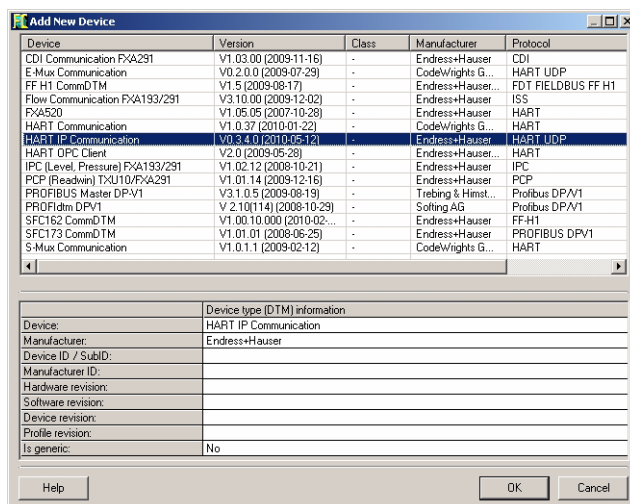 Add New Device
Device Version Class Manufacturer Protocol
CDI Communication FXA291 V1.03.00 (2009-11-16) - Endress+Hauser CDI
E-Mux Communication V0.2.0.0 (2009-07-29) - CodeWrights G... HART UDP
FF H1 CommDTM V1.5 (2009-08-17) - Endress+Hauser... FDT FIELDBUS FF H1
Flow Communication FXA193/291 V3.10.00 (2009-12-02) - Endress+Hauser ISS
FXA520 V1.05.05 (2007-10-28) - Endress+Hauser HART
HART Communication V1.0.37 (2010-01-22) - CodeWrights G... HART
HART IP Communication V0.3.4.0 (2010-05-12) - Endress+Hauser HART UDP
HART OPC Client V2.0 (2009-05-28) - Endress+Hauser... HART
IPC (Level, Pressure) FXA193/291 V1.02.12 (2008-10-21) - Endress+Hauser IPC
PCP (Readwin) TXU10/FXA291 V1.01.14 (2009-12-16) - Endress+Hauser PCP
PROFIBUS Master DP-V1 V3.1.0.5 (2009-08-19) - Trebing & Himst... Profibus DP/V1
PROFIdtm DPV1 V 2.10(114) (2008-10-29) - Softing AG Profibus DP/V1
SFC162 CommDTM V1.00.10.000 (2010-02-... - Endress+Hauser FF-H1
SFC173 CommDTM V1.01.01 (2008-06-25) - Endress+Hauser PROFIBUS DPV1
S-Mux Communication V1.0.1.1 (2009-02-12) - CodeWrights G... HART
Device type (DTM) information
Device: HART IP Communication
Manufacturer: Endress+Hauser
Device ID / SubID:
Manufacturer ID:
Hardware revision:
Software revision:
Device revision:
Profile revision:
Is generic: No
Help OK Cancel